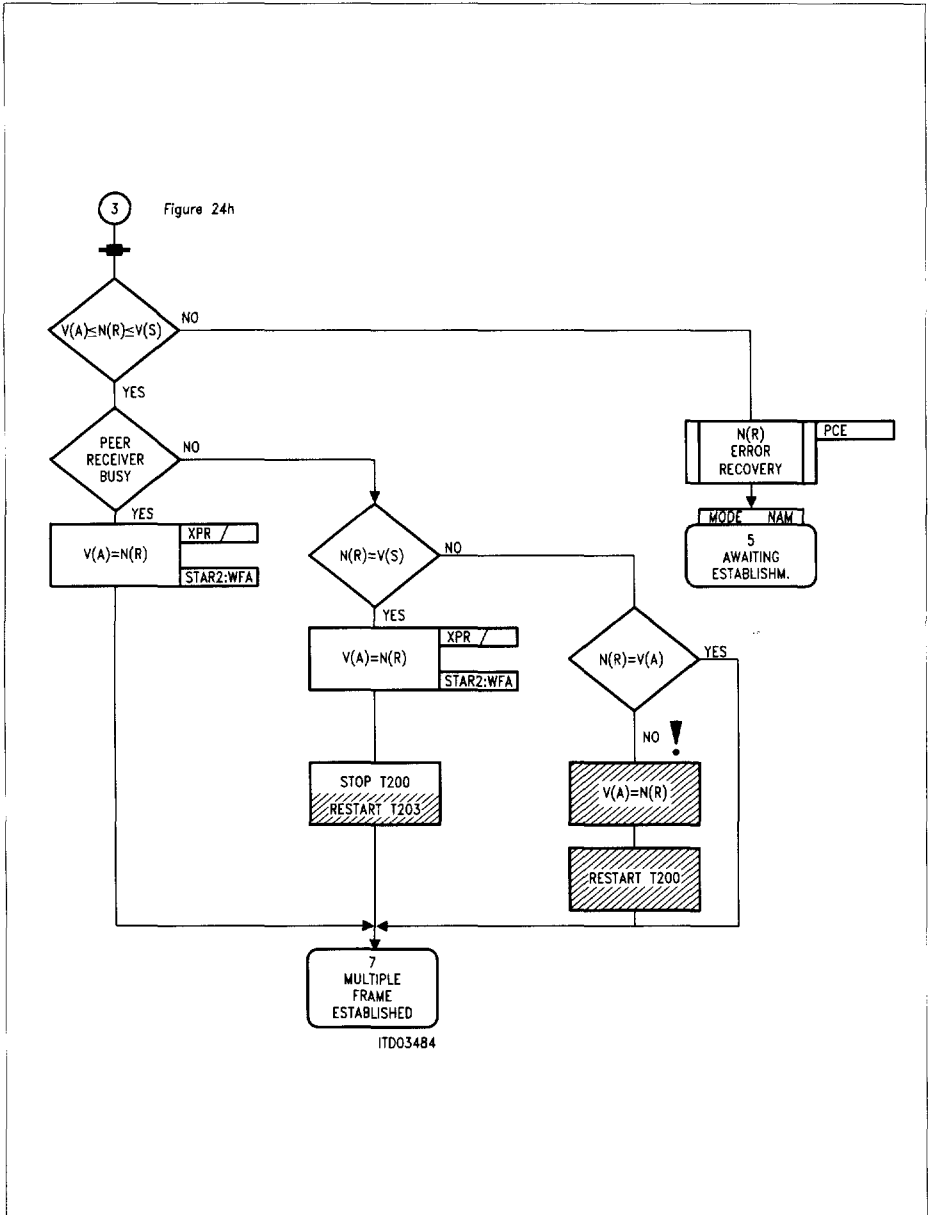 3
Figure 24h
V(A)≤N(R)≤V(S)
NO
YES
PEER
RECEIVER
BUSY
NO
YES
N(R)
ERROR
RECOVERY
PCE
MODE NAM
5
AWAITING
ESTABLISHM.
V(A)=N(R)
XPR /
STAR2:WFA
N(R)=V(S)
NO
YES
V(A)=N(R)
XPR /
STAR2:WFA
N(R)=V(A)
YES
NO !
STOP T200
RESTART T203
V(A)=N(R)
RESTART T200
7
MULTIPLE
FRAME
ESTABLISHED
ITD03484